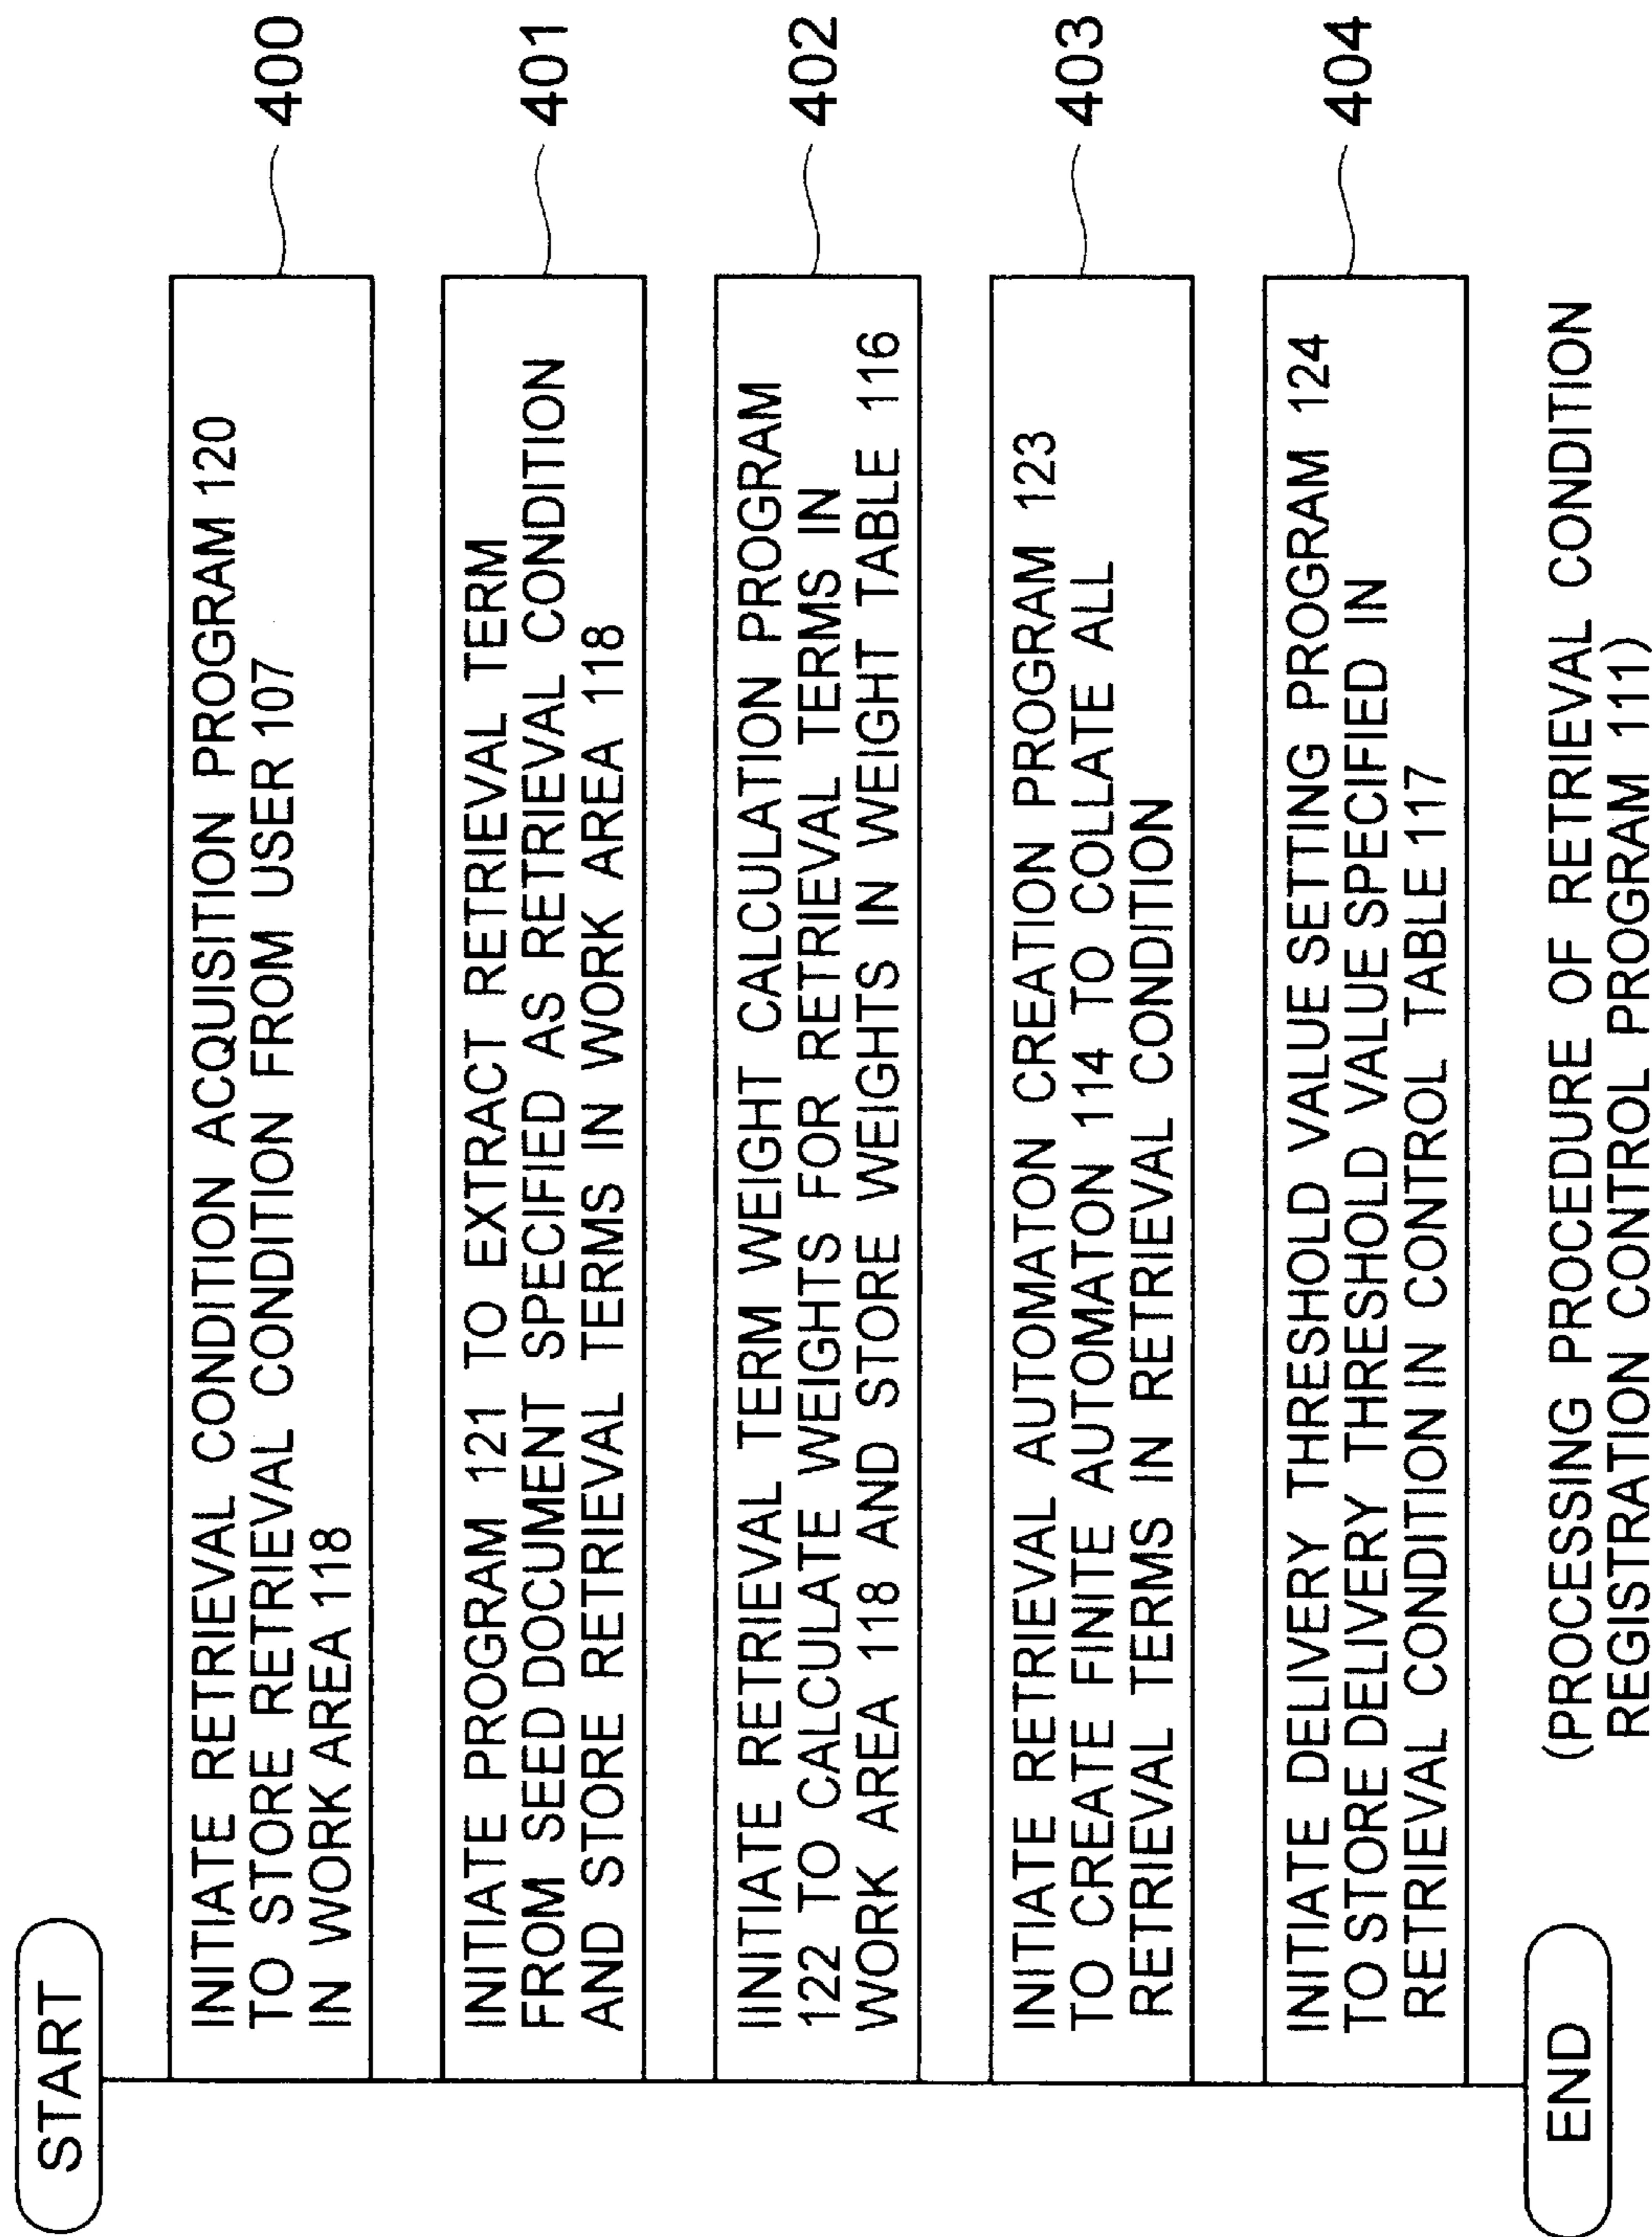 START
INITIATE RETRIEVAL CONDITION ACQUISITION PROGRAM 120
TO STORE RETRIEVAL CONDITION FROM USER 107
IN WORK AREA 118
400
INITIATE PROGRAM 121 TO EXTRACT RETRIEVAL TERM
FROM SEED DOCUMENT SPECIFIED AS RETRIEVAL CONDITION
AND STORE RETRIEVAL TERMS IN WORK AREA 118
401
IINITIATE RETRIEVAL TERM WEIGHT CALCULATION PROGRAM
122 TO CALCULATE WEIGHTS FOR RETRIEVAL TERMS IN
WORK AREA 118 AND STORE WEIGHTS IN WEIGHT TABLE 116
402
INITIATE RETRIEVAL AUTOMATON CREATION PROGRAM 123
TO CREATE FINITE AUTOMATON 114 TO COLLATE ALL
RETRIEVAL TERMS IN RETRIEVAL CONDITION
403
INITIATE DELIVERY THRESHOLD VALUE SETTING PROGRAM 124
TO STORE DELIVERY THRESHOLD VALUE SPECIFIED IN
RETRIEVAL CONDITION IN CONTROL TABLE 117
404
END
(PROCESSING PROCEDURE OF RETRIEVAL CONDITION
REGISTRATION CONTROL PROGRAM 111)